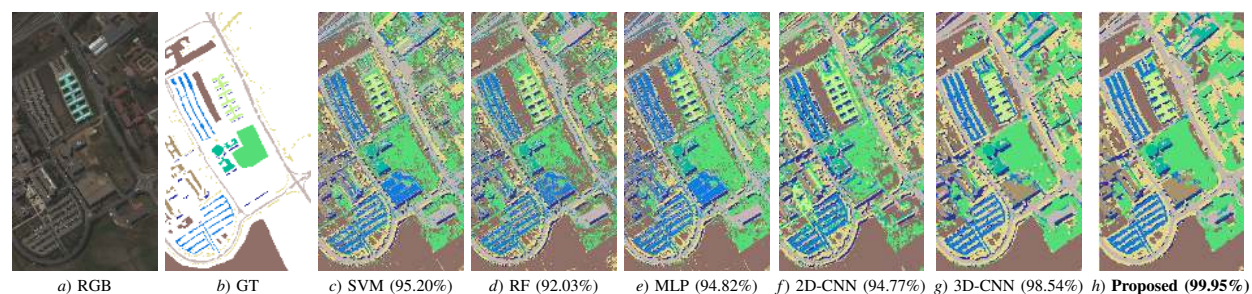 a) RGB
b) GT
c) SVM (95.20%)
d) RF (92.03%)
e) MLP (94.82%)
f) 2D-CNN (94.77%)
g) 3D-CNN (98.54%)
h) Proposed (99.95%)